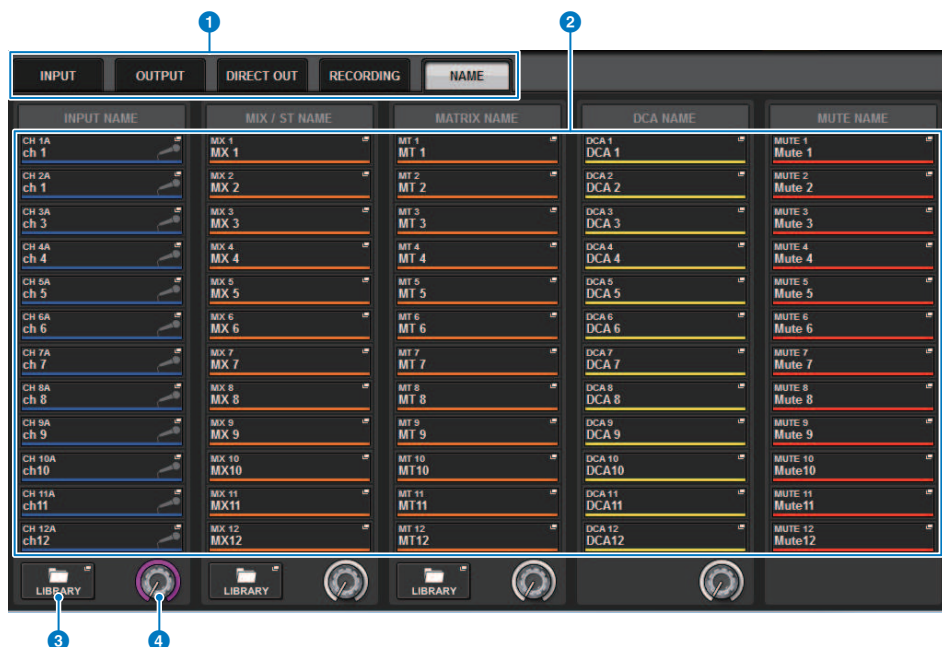 1
2
INPUT OUTPUT DIRECT OUT RECORDING NAME
INPUT NAME MIX / ST NAME MATRIX NAME DCA NAME MUTE NAME
CH 1A MX 1 MT 1 DCA 1 MUTE 1
ch 1 MX 1 MT 1 DCA 1 Mute 1
CH 2A MX 2 MT 2 DCA 2 MUTE 2
ch 1 MX 2 MT 2 DCA 2 Mute 2
CH 3A MX 3 MT 3 DCA 3 MUTE 3
ch 3 MX 3 MT 3 DCA 3 Mute 3
CH 4A MX 4 MT 4 DCA 4 MUTE 4
ch 4 MX 4 MT 4 DCA 4 Mute 4
CH 5A MX 5 MT 5 DCA 5 MUTE 5
ch 5 MX 5 MT 5 DCA 5 Mute 5
CH 6A MX 6 MT 6 DCA 6 MUTE 6
ch 6 MX 6 MT 6 DCA 6 Mute 6
CH 7A MX 7 MT 7 DCA 7 MUTE 7
ch 7 MX 7 MT 7 DCA 7 Mute 7
CH 8A MX 8 MT 8 DCA 8 MUTE 8
ch 8 MX 8 MT 8 DCA 8 Mute 8
CH 9A MX 9 MT 9 DCA 9 MUTE 9
ch 9 MX 9 MT 9 DCA 9 Mute 9
CH 10A MX 10 MT 10 DCA 10 MUTE 10
ch10 MX10 MT10 DCA10 Mute10
CH 11A MX 11 MT 11 DCA 11 MUTE 11
ch11 MX11 MT11 DCA11 Mute11
CH 12A MX 12 MT 12 DCA 12 MUTE 12
ch12 MX12 MT12 DCA12 Mute12
LIBRARY LIBRARY LIBRARY
3 4